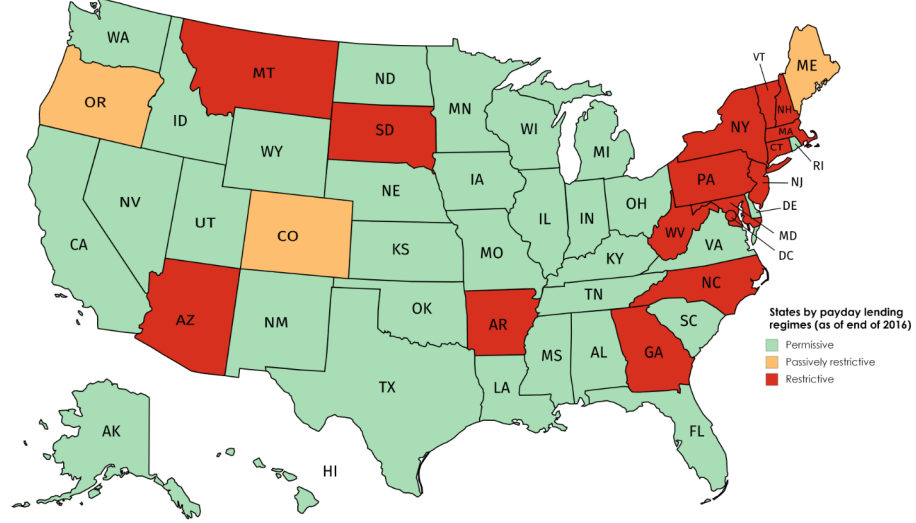 WA
VT
ME
MT
ND
OR
MN
NH
ID
SD
WI
NY
MA
WY
MI
CT
RI
IA
PA
NJ
NE
NV
OH
DE
UT
IL
IN
CO
WV
MD
CA
VA
KS
MO
KY
DC
NC
TN
OK
AZ
NM
AR
SC
States by payday lending
regimes (as of end of 2016)
Permissive
MS
AL
GA
Passively restrictive
Restrictive
TX
LA
AK
FL
HI